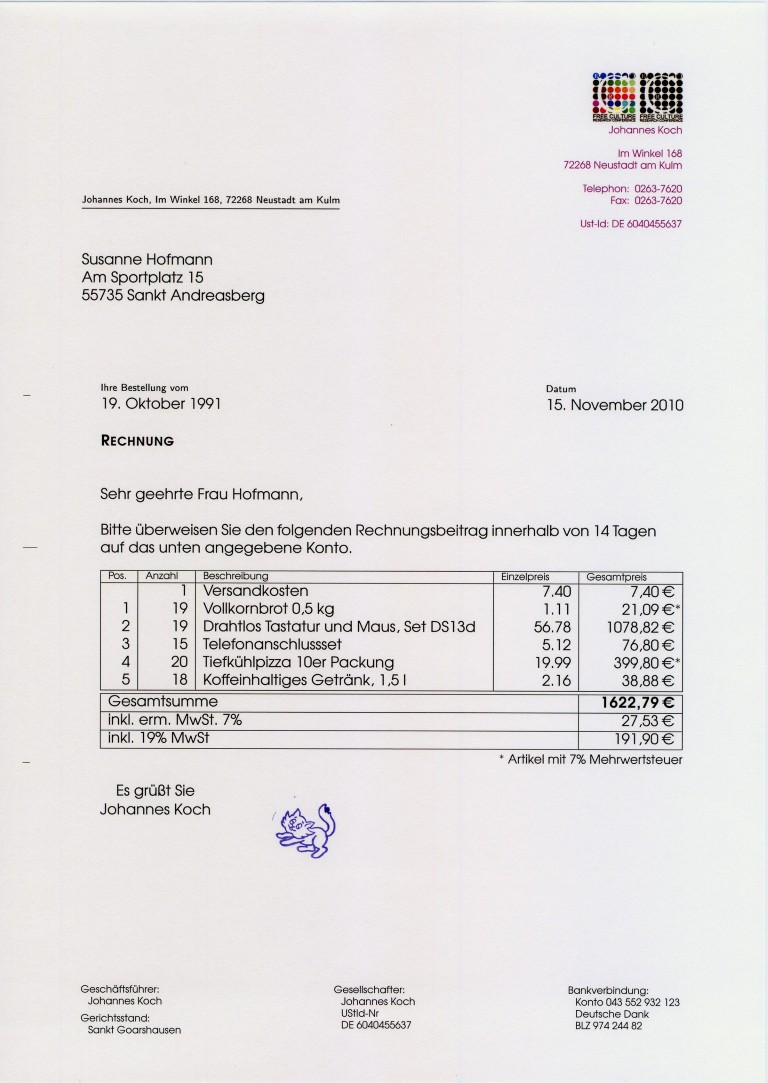 FREE CULTURE FREE CULTURE
RESEARCH CONFERENCE RESEARCH CONFERENCE
Johannes Koch
Im Winkel 168
72268 Neustadt am Kulm
Telephon: 0263-7620
Fax: 0263-7620
Ust-Id: DE 6040455637
Johannes Koch, Im Winkel 168, 72268 Neustadt am Kulm
Susanne Hofmann
Am Sportplatz 15
55735 Sankt Andreasberg
Ihre Bestellung vom Datum
19. Oktober 1991 15. November 2010
RECHNUNG
Sehr geehrte Frau Hofmann,
Bitte überweisen Sie den folgenden Rechnungsbeitrag innerhalb von 14 Tagen
auf das unten angegebene Konto.
Pos. Anzahl Beschreibung Einzelpreis Gesamtpreis
1 Versandkosten 7.40 7,40 €
1 19 Vollkornbrot 0,5 kg 1.11 21,09 €*
2 19 Drahtlos Tastatur und Maus, Set DS13d 56.78 1078,82 €
3 15 Telefonanschlussset 5.12 76,80 €
4 20 Tiefkühlpizza 10er Packung 19.99 399,80 €*
5 18 Koffeinhaltiges Getränk, 1,5 l 2.16 38,88 €
Gesamtsumme 1622,79 €
inkl. erm. MwSt. 7% 27,53 €
inkl. 19% MwSt 191,90 €
* Artikel mit 7% Mehrwertsteuer
Es grüßt Sie
Johannes Koch
Geschäftsführer:
Johannes Koch
Gerichtsstand:
Sankt Goarshausen
Gesellschafter:
Johannes Koch
UStId-Nr
DE 6040455637
Bankverbindung:
Konto 043 552 932 123
Deutsche Dank
BLZ 974 244 82